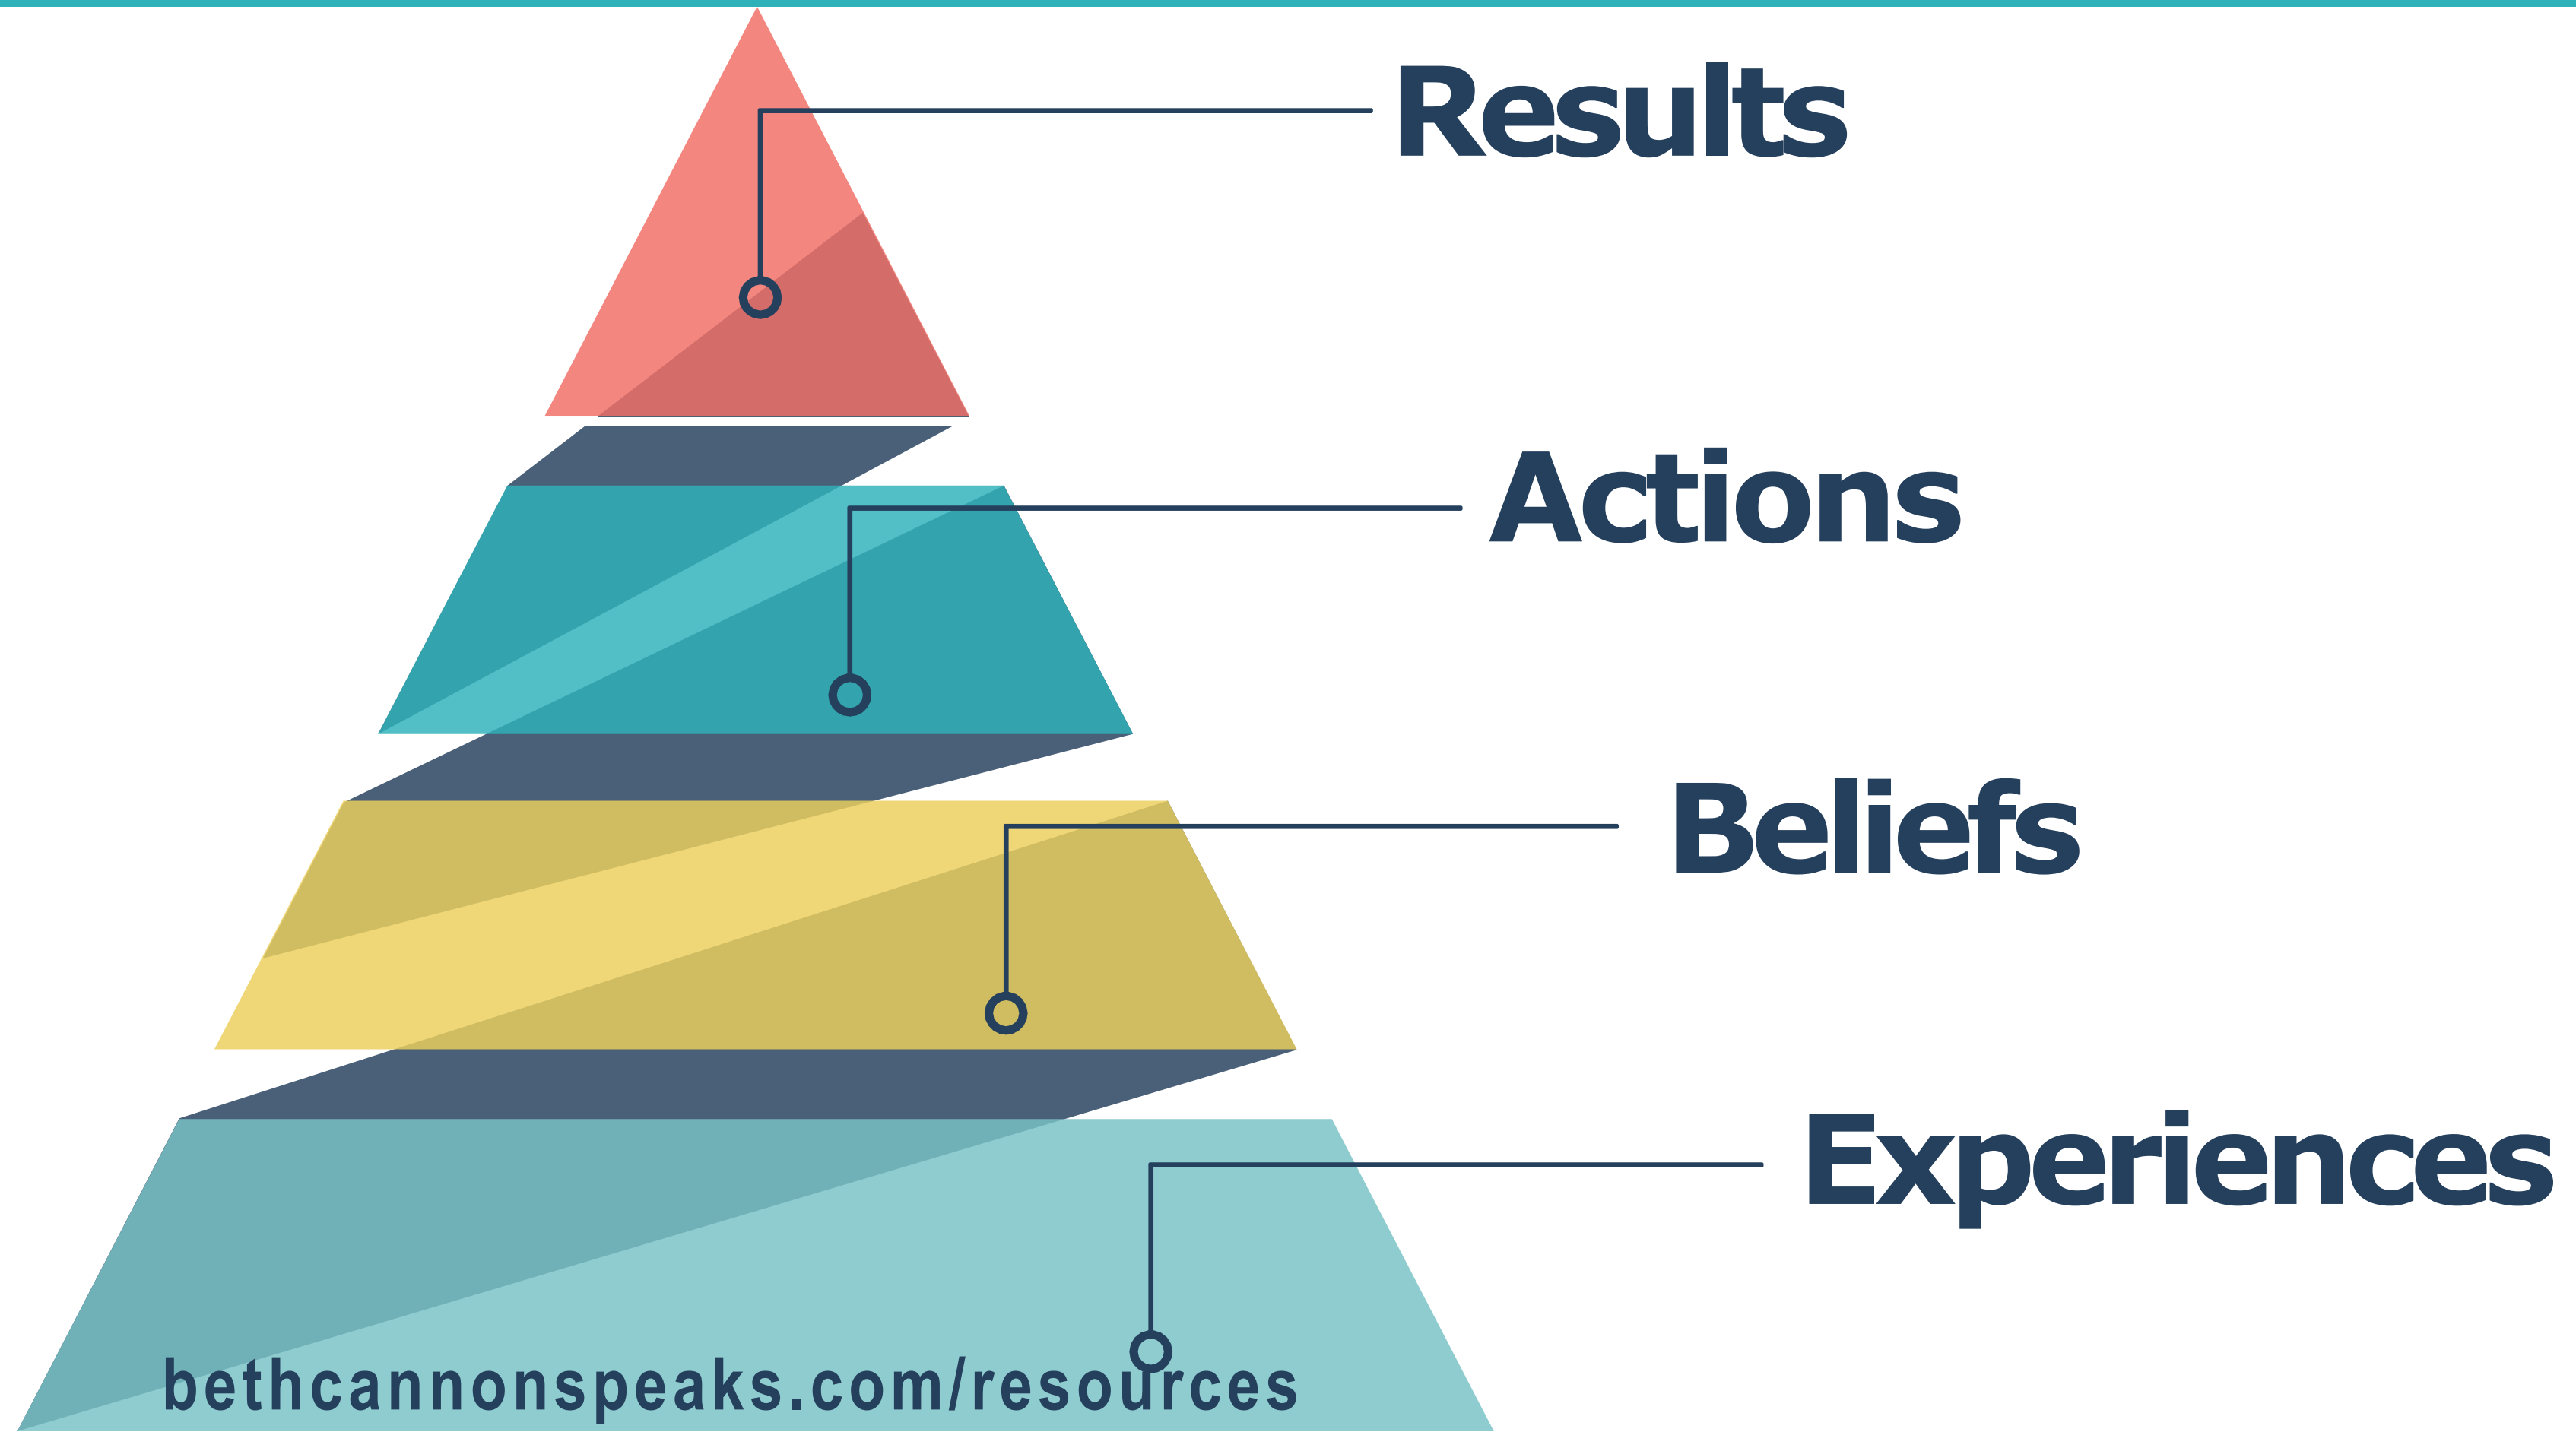 Results
Actions
Beliefs
Experiences
bethcannonspeaks.com/resources